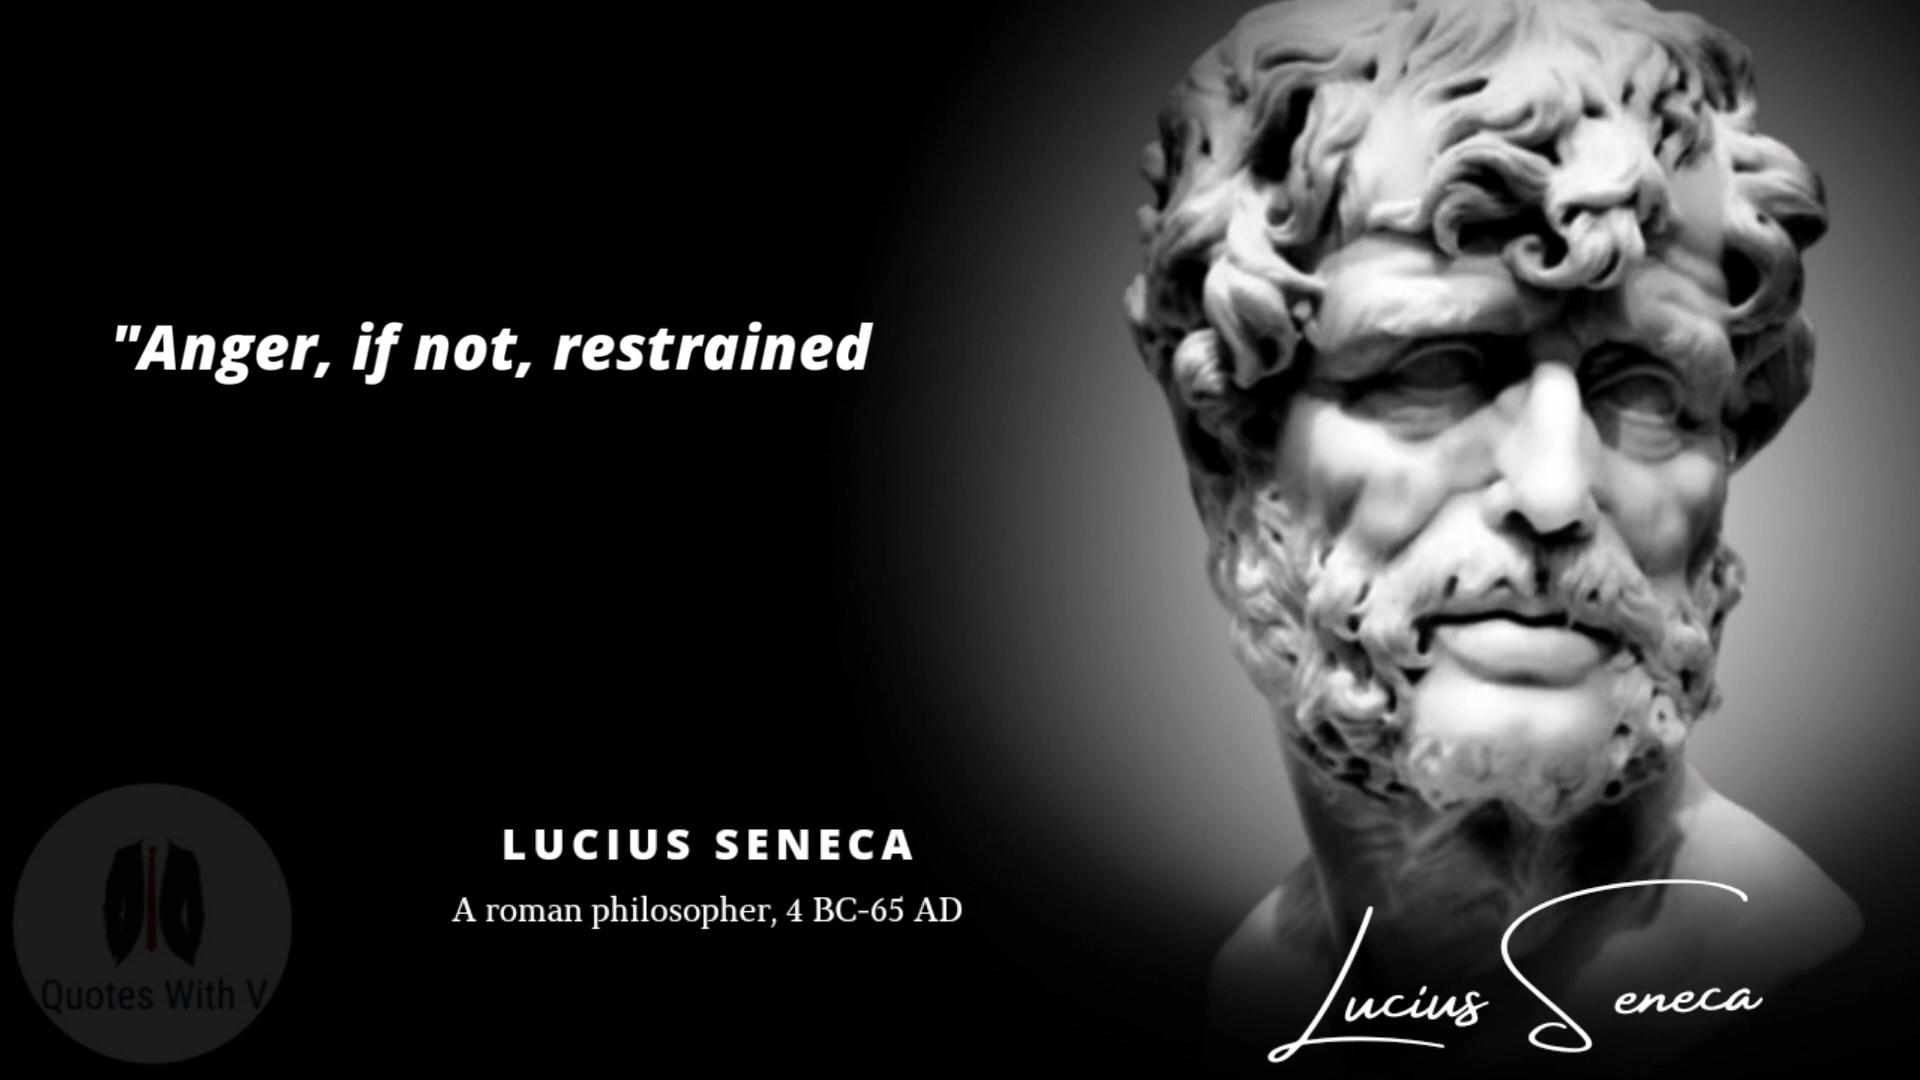 "Anger, if not, restrained
LUCIUS SENECA
A roman philosopher, 4 BC-65 AD
Quotes With V
Lucius Seneca